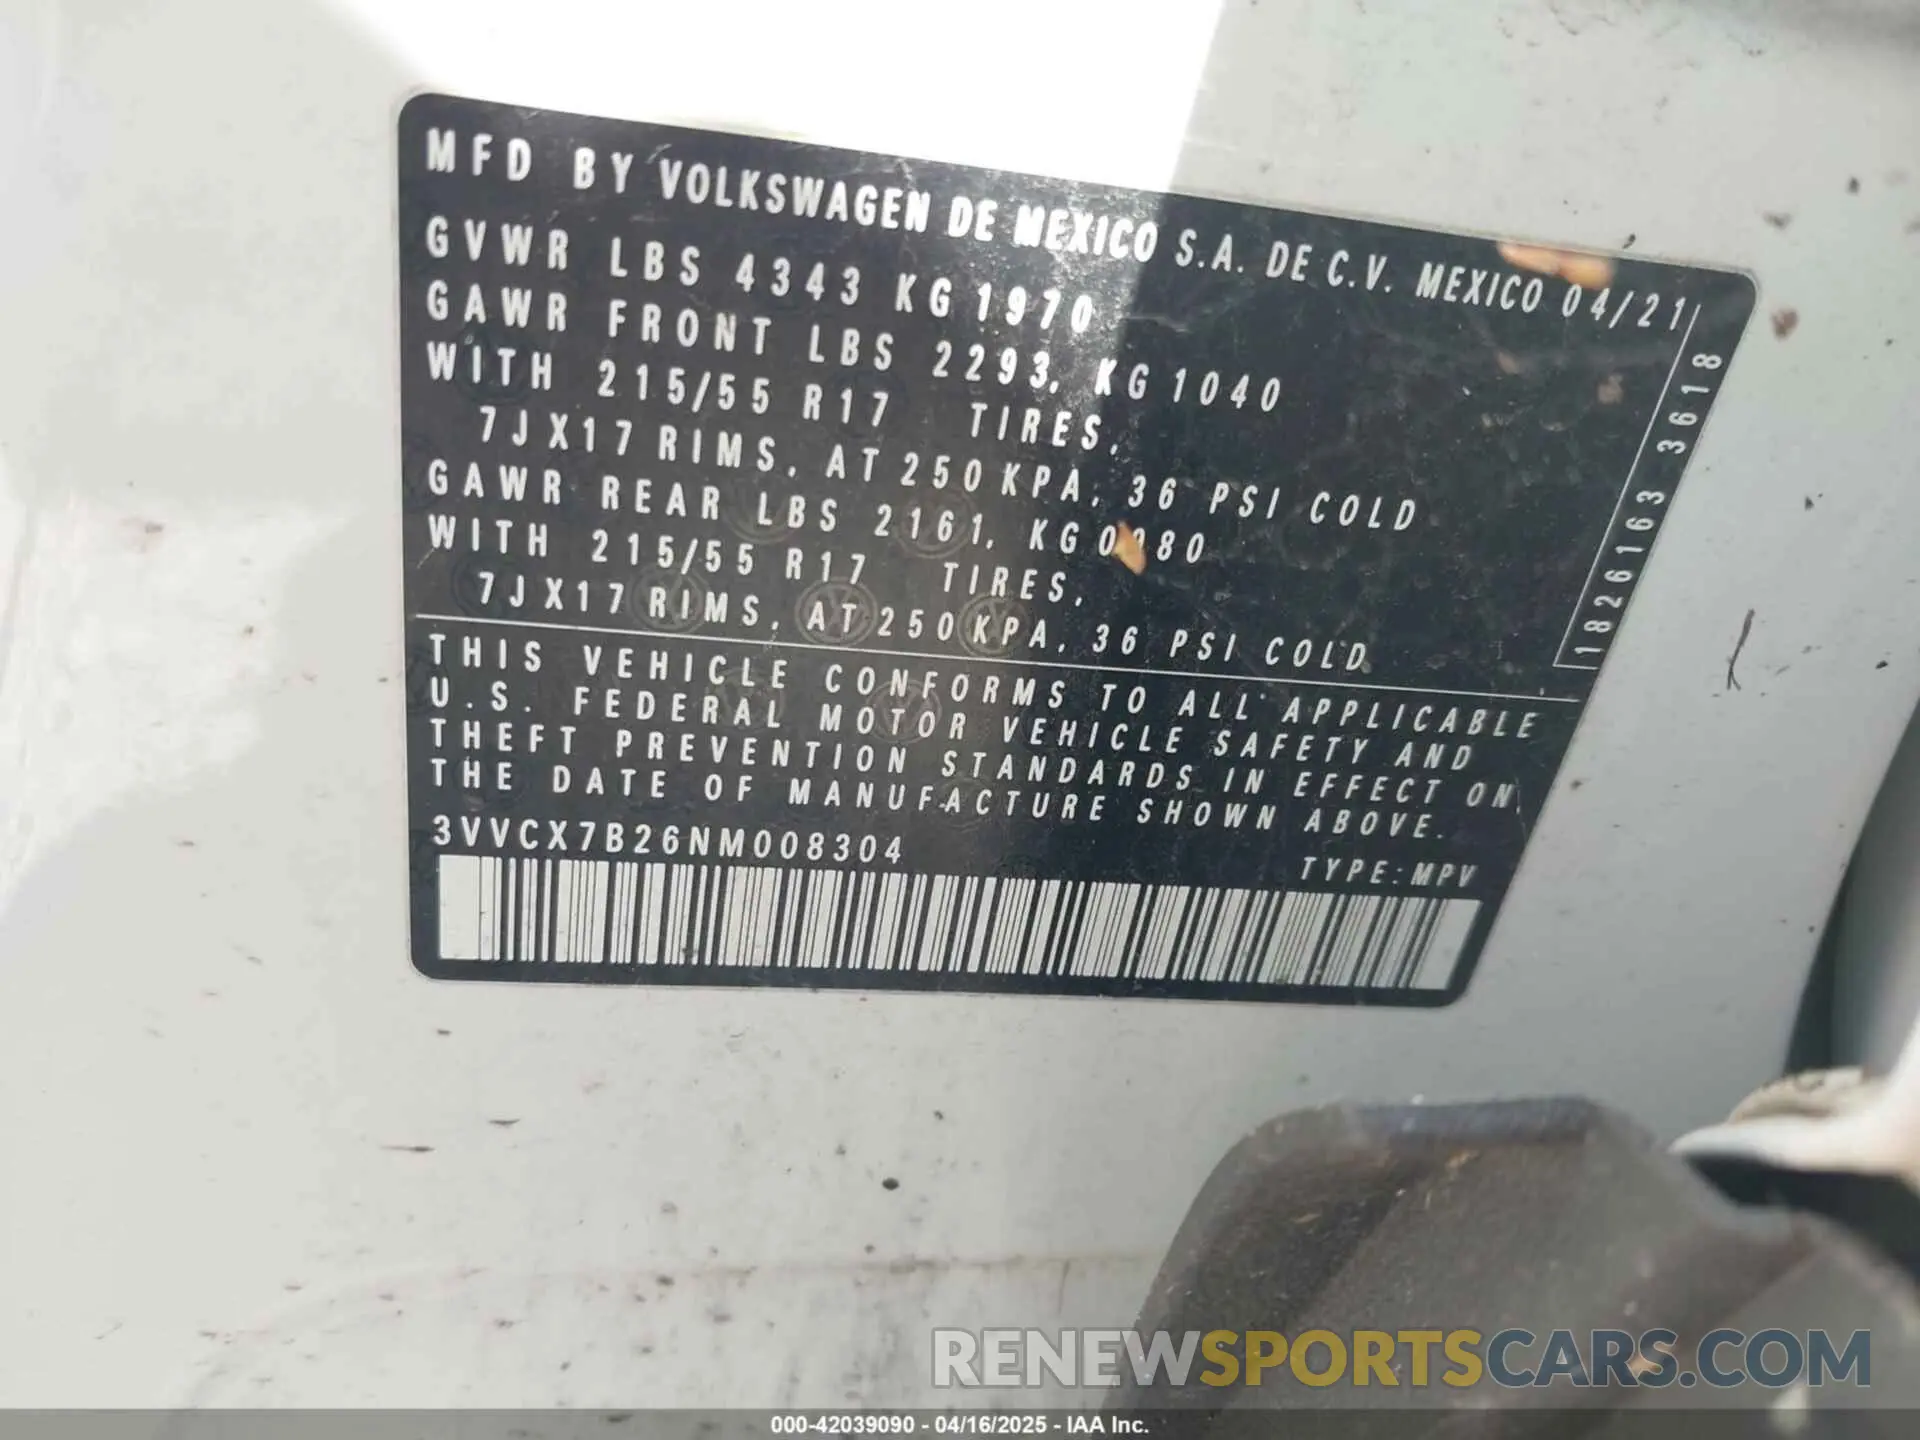 MFD BY VOLKSWAGEN DE MEXICO S.A. DE C.V. MEXICO 04/21
GVWR LBS 4343 KG 1970
GAWR FRONT LBS 2293, KG 1040
WITH 215/55 R17 TIRES,
7JX17 RIMS, AT 250 KPA, 36 PSI COLD
GAWR REAR LBS 2161, KG
WITH 215/55 R17 TIRES,
7JX17 RIMS, AT 250 KPA, 36 PSI COLD
1826163 3618
THIS VEHICLE CONFORMS TO ALL APPLICABLE
U.S. FEDERAL MOTOR VEHICLE SAFETY AND
THEFT PREVENTION STANDARDS IN EFFECT ON
THE DATE OF MANUFACTURE SHOWN ABOVE.
3VVCX7B26NM008304
TYPE: MPV
RENEWSPORTSCARS.COM
000-42039090 - 04/16/2025 - IAA Inc.